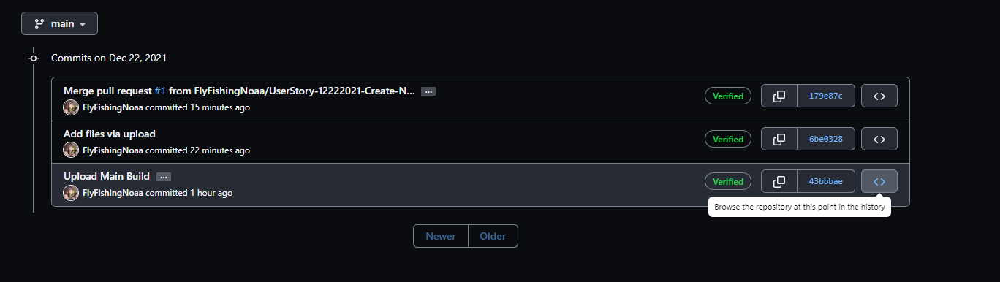 main
Commits on Dec 22, 2021
Merge pull request #1 from FlyFishingNoaa/UserStory-12222021-Create-N... ...
FlyFishingNoaa committed 15 minutes ago
Verified
179e87c
Add files via upload
FlyFishingNoaa committed 22 minutes ago
Verified
6be0328
Upload Main Build ...
FlyFishingNoaa committed 1 hour ago
Verified
43bbbae
Browse the repository at this point in the history
Newer Older